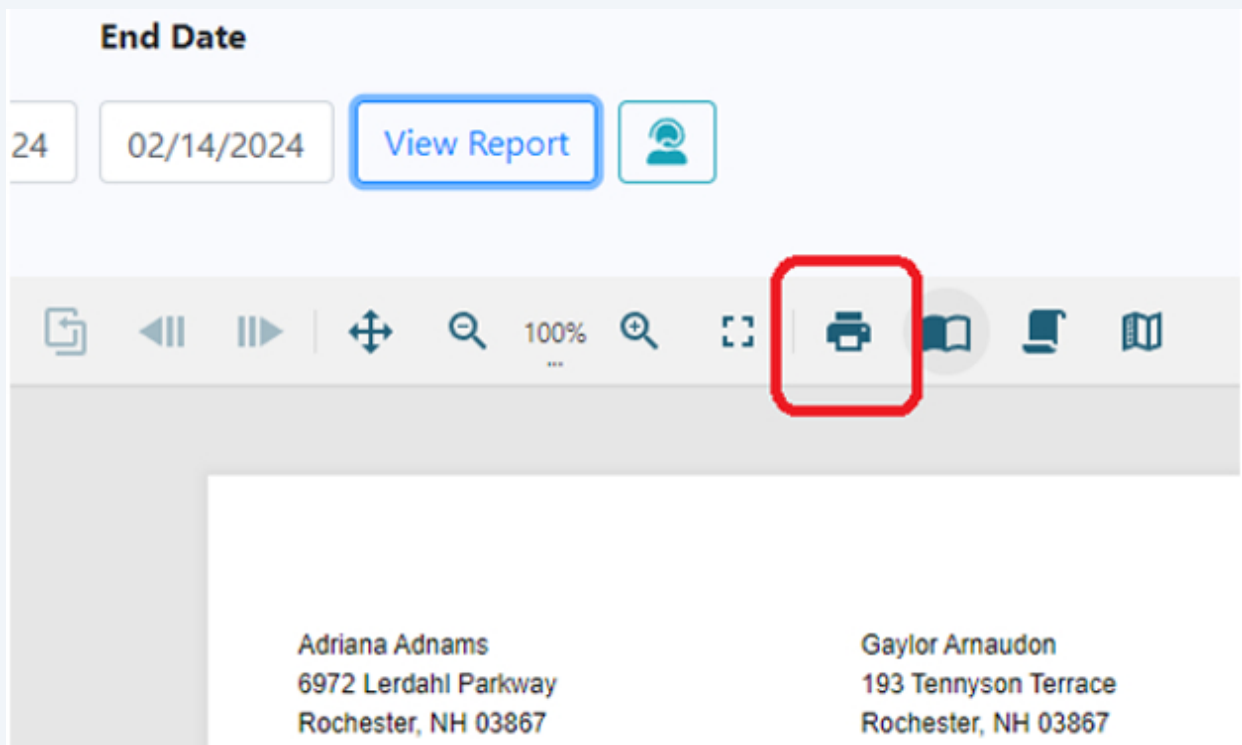 End Date
24
02/14/2024
View Report
100%
...
Adriana Adnams
6972 Lerdahl Parkway
Rochester, NH 03867
Gaylor Arnaudon
193 Tennyson Terrace
Rochester, NH 03867